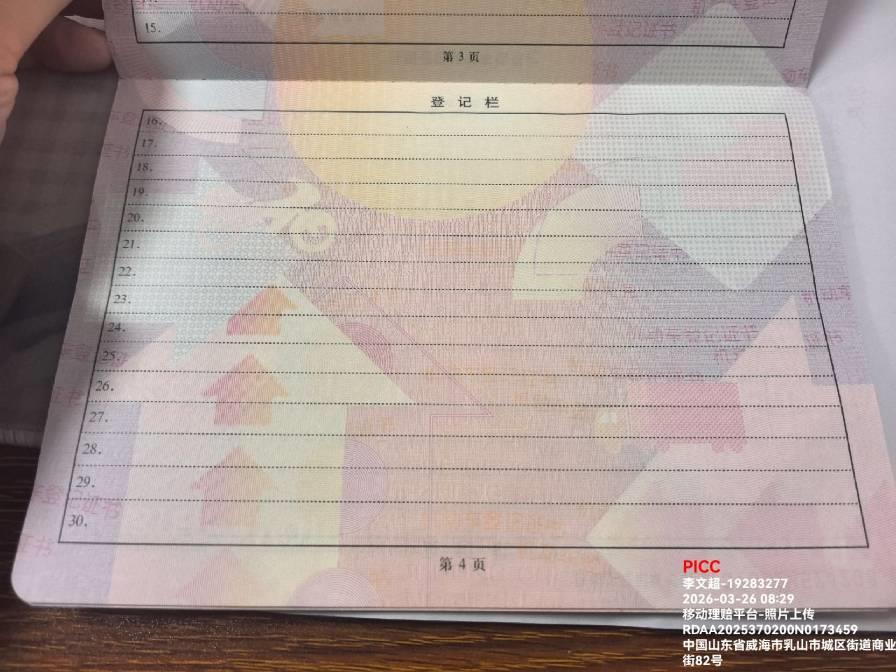 15.
第 3 页
登 记 栏
16.
17.
18.
19.
20.
21.
22.
23.
24.
25.
26.
27.
28.
29.
30.
第 4 页
PICC
李文超-19283277
2026-03-26 08:29
移动理赔平台-照片上传
RDAA2025370200N0173459
中国山东省威海市乳山市城区街道商业
街82号